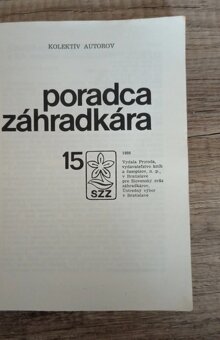 KOLEKTÍV AUTOROV
poradca
záhradkára
15
SZZ
Vydala Príroda,
vydavateľstvo kníh
a časopisov, n. p.,
v Bratislave
pre Slovenský zväz
záhradkárov,
Ústredný výbor
v Bratislave